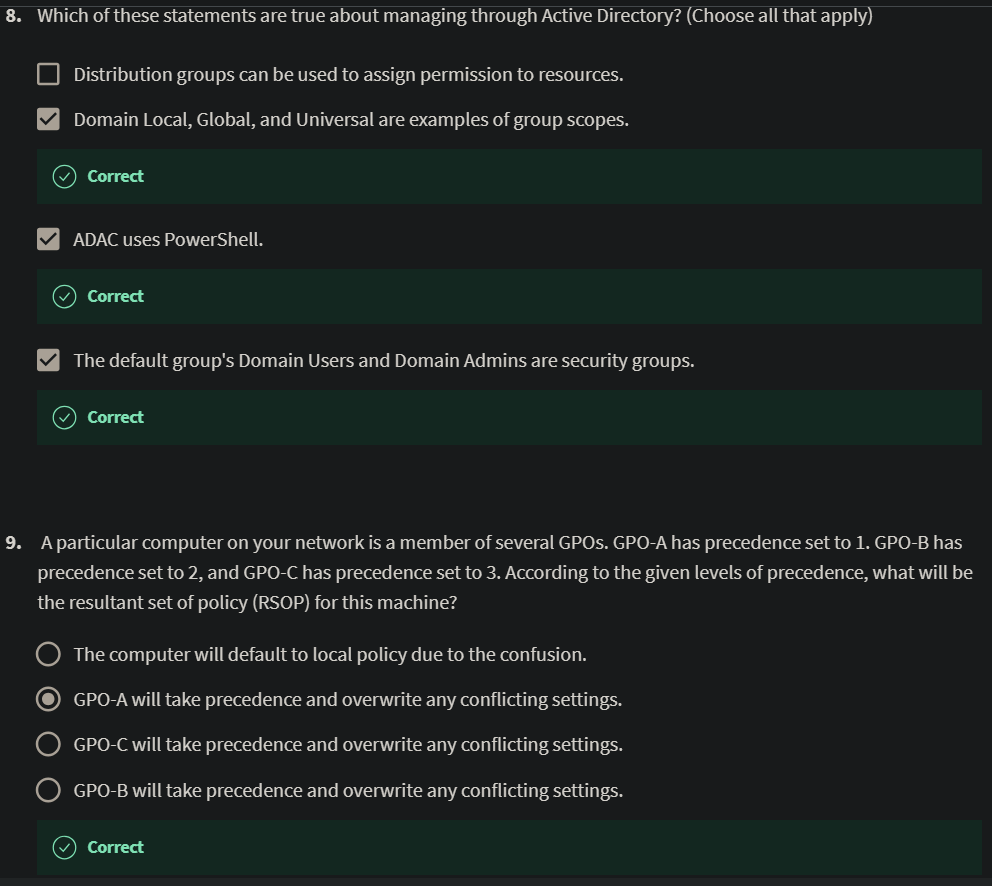 8. Which of these statements are true about managing through Active Directory? (Choose all that apply)
Distribution groups can be used to assign permission to resources.
Domain Local, Global, and Universal are examples of group scopes.
Correct
ADAC uses PowerShell.
Correct
The default group's Domain Users and Domain Admins are security groups.
Correct
9. A particular computer on your network is a member of several GPOs. GPO-A has precedence set to 1. GPO-B has
precedence set to 2, and GPO-C has precedence set to 3. According to the given levels of precedence, what will be
the resultant set of policy (RSOP) for this machine?
The computer will default to local policy due to the confusion.
GPO-A will take precedence and overwrite any conflicting settings.
GPO-C will take precedence and overwrite any conflicting settings.
GPO-B will take precedence and overwrite any conflicting settings.
Correct